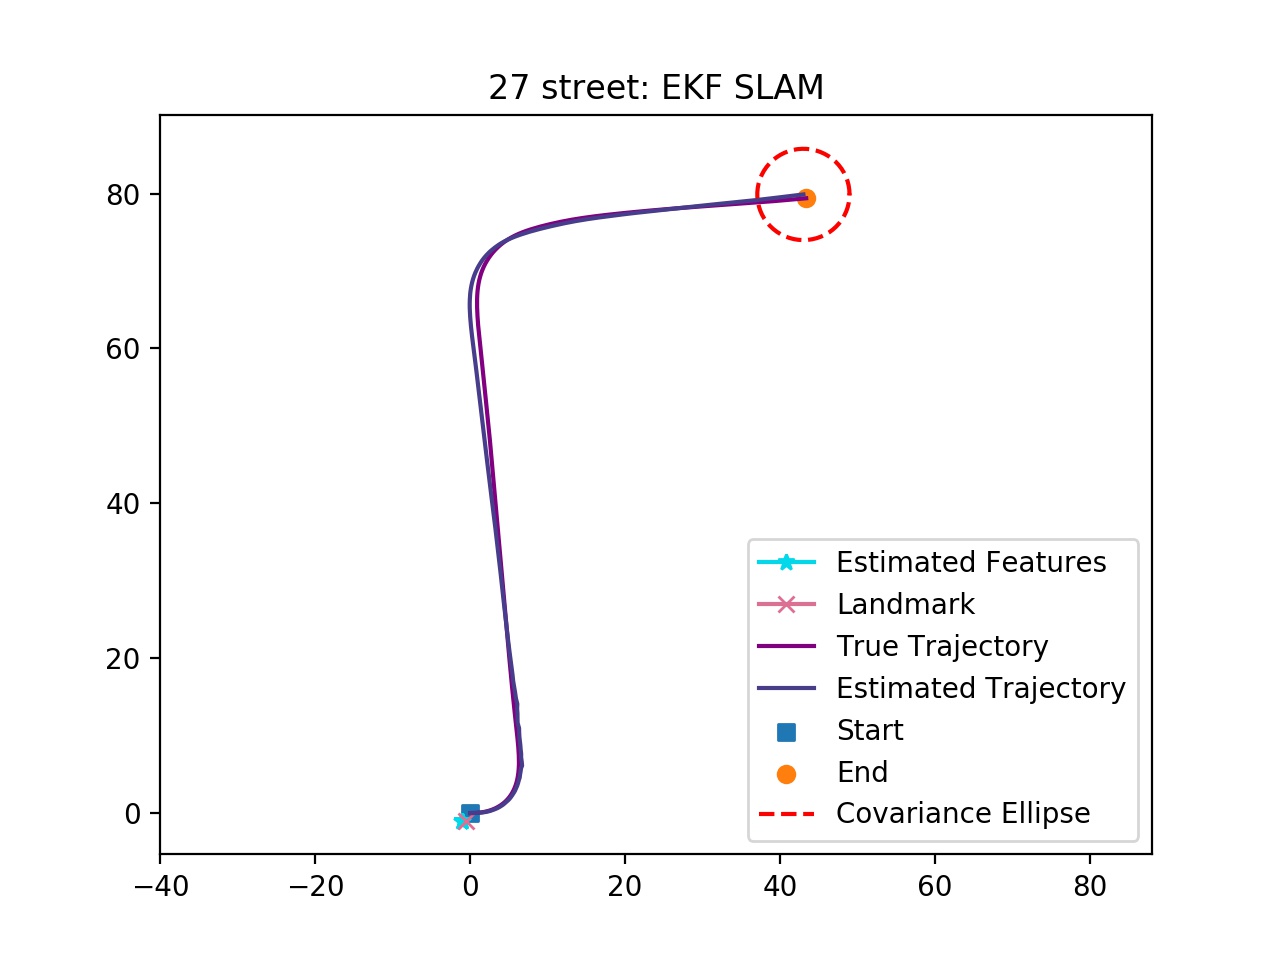 27 street: EKF SLAM
80
60
40
20
0
−40 −20 0 20 40 60 80
Estimated Features
Landmark
True Trajectory
Estimated Trajectory
Start
End
Covariance Ellipse